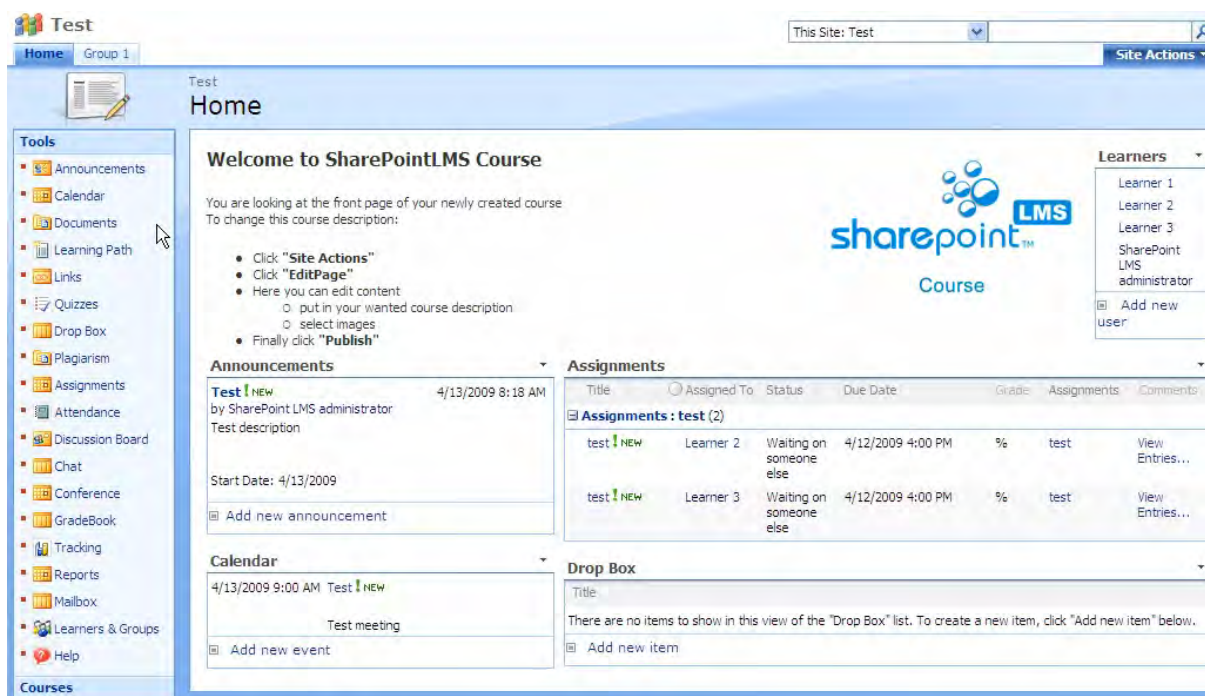 Test
This Site: Test
Home Group 1
Site Actions
Test
Home
Tools
Announcements
Calendar
Documents
Learning Path
Links
Quizzes
Drop Box
Plagiarism
Assignments
Attendance
Discussion Board
Chat
Conference
GradeBook
Tracking
Reports
Mailbox
Learners & Groups
Help
Courses
Welcome to SharePointLMS Course
You are looking at the front page of your newly created course
To change this course description:
Click "Site Actions"
Click "EditPage"
Here you can edit content
put in your wanted course description
select images
Finally click "Publish"
sharepoint LMS TM
Course
Learners
Learner 1
Learner 2
Learner 3
SharePoint
LMS
administrator
Add new
user
Announcements
Test ! NEW 4/13/2009 8:18 AM
by SharePoint LMS administrator
Test description
Start Date: 4/13/2009
Add new announcement
Assignments
Title Assigned To Status Due Date Grade Assignments Comments
Assignments : test (2)
test ! NEW Learner 2 Waiting on 4/12/2009 4:00 PM % test View
someone Entries...
else
test ! NEW Learner 3 Waiting on 4/12/2009 4:00 PM % test View
someone Entries...
else
Calendar
4/13/2009 9:00 AM Test ! NEW
Test meeting
Add new event
Drop Box
Title
There are no items to show in this view of the "Drop Box" list. To create a new item, click "Add new item" below.
Add new item